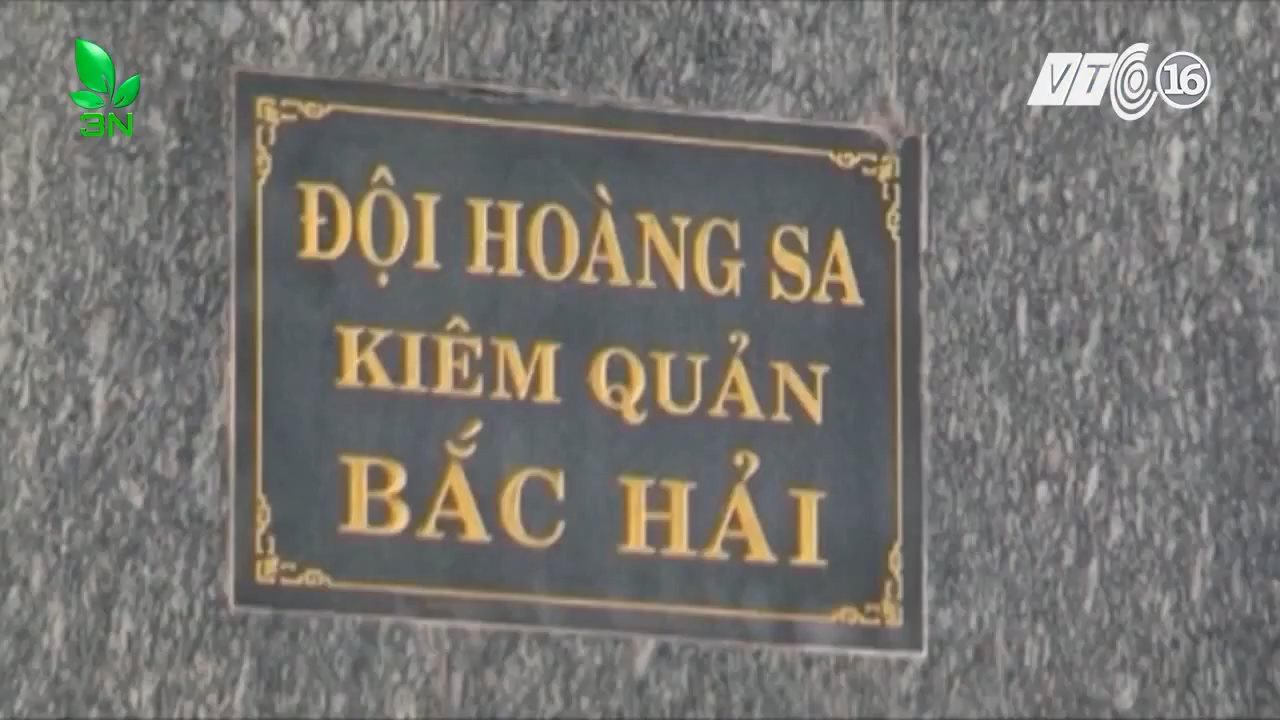 3N
VTC16
ĐỘI HOÀNG SA
KIÊM QUẢN
BẮC HẢI